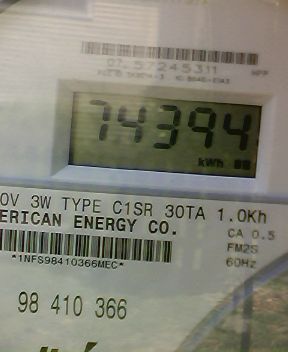 57245311
74394
kWh
0V 3W TYPE C1SR 30TA 1.0Kh
ERICAN ENERGY CO.
CA 0.5
FM2S
*1NFS98410366MEC*
60Hz
98 410 366